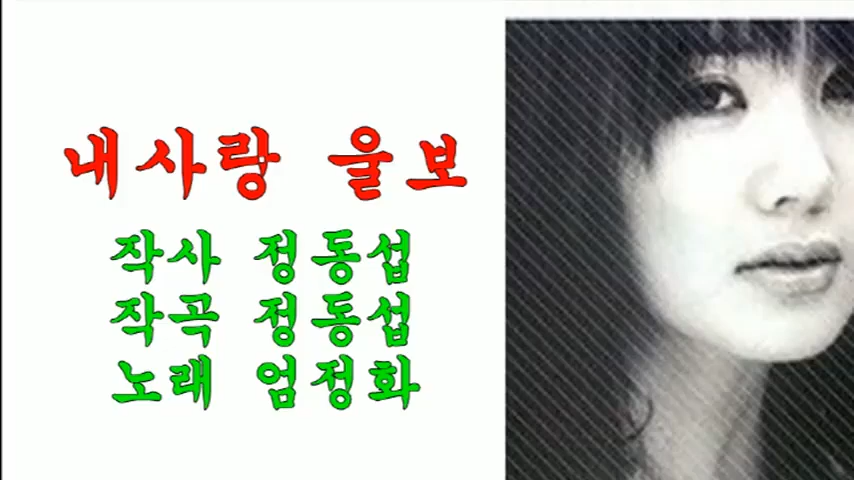 내사랑 울보
작사 정동섭
작곡 정동섭
노래 엄정화